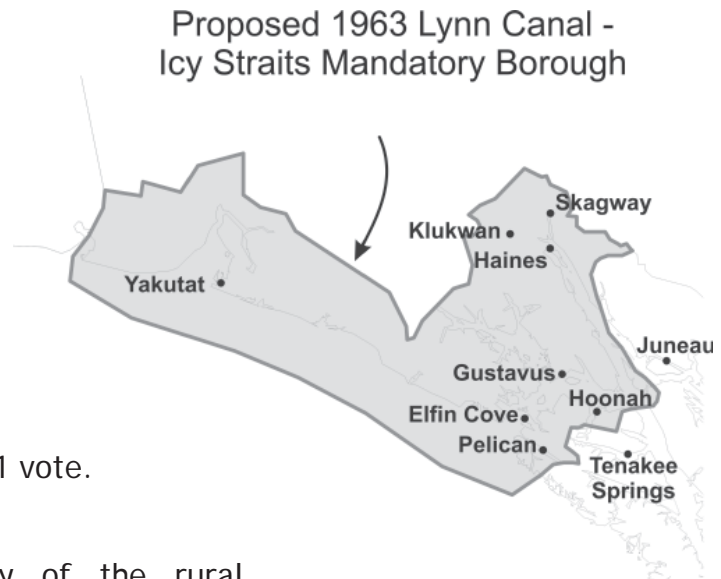 Proposed 1963 Lynn Canal -
Icy Straits Mandatory Borough
Skagway
Klukwan
Haines
Yakutat
Juneau
Gustavus
Hoonah
Elfin Cove
Pelican
Tenakee
Springs
1 vote.
of the rural